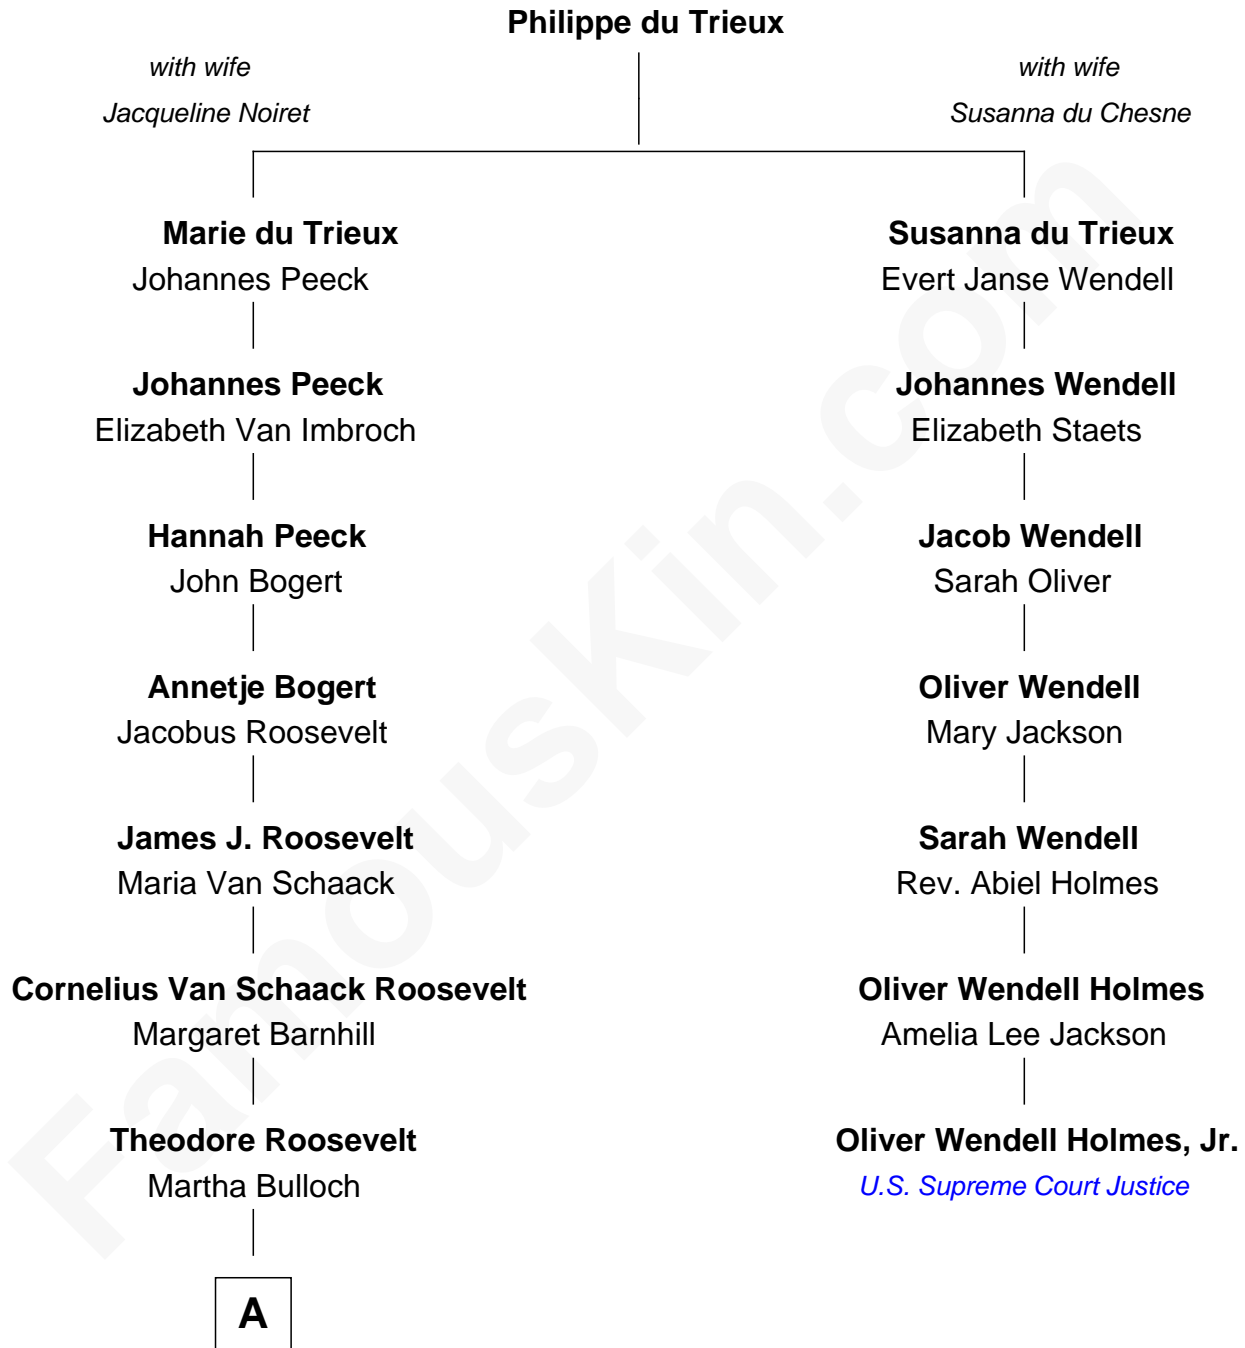 Philippe du Trieux
with wife
Jacqueline Noiret
with wife
Susanna du Chesne
Marie du Trieux
Johannes Peeck
Susanna du Trieux
Evert Janse Wendell
Johannes Peeck
Elizabeth Van Imbroch
Johannes Wendell
Elizabeth Staets
Hannah Peeck
John Bogert
Jacob Wendell
Sarah Oliver
Annetje Bogert
Jacobus Roosevelt
Oliver Wendell
Mary Jackson
James J. Roosevelt
Maria Van Schaack
Sarah Wendell
Rev. Abiel Holmes
Cornelius Van Schaack Roosevelt
Margaret Barnhill
Oliver Wendell Holmes
Amelia Lee Jackson
Theodore Roosevelt
Martha Bulloch
Oliver Wendell Holmes, Jr.
U.S. Supreme Court Justice
A
FamousKin.com